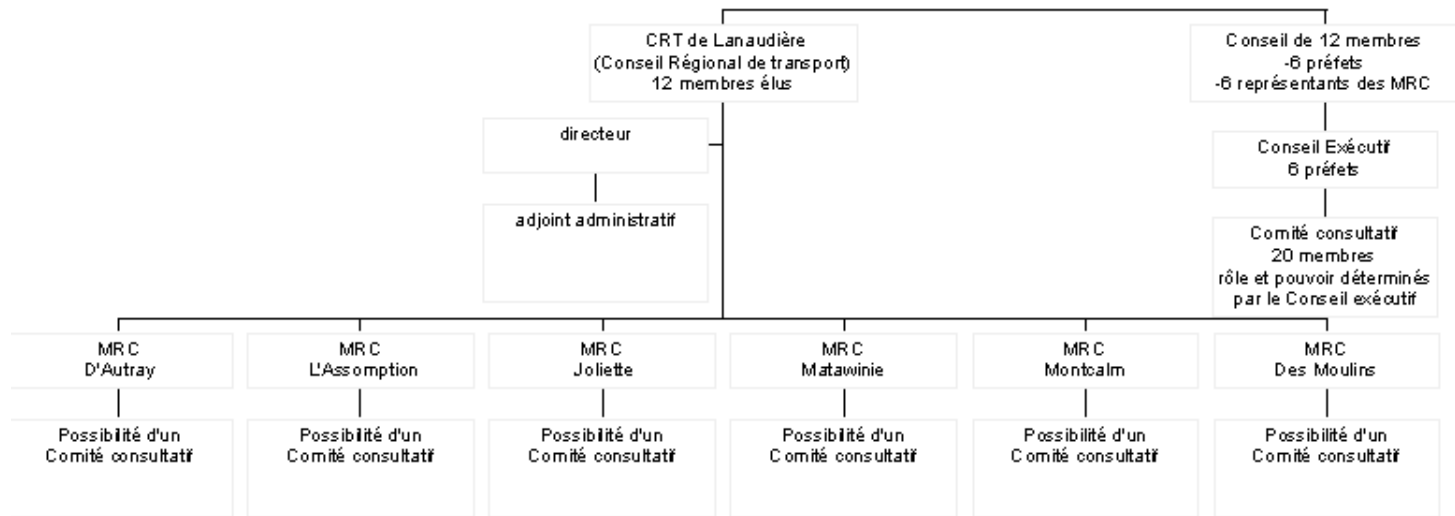 CRT de Lanaudière
(Conseil Régional de transport)
12 membres élus
Conseil de 12 membres
-6 préfets
-6 représentants des MRC
directeur
Conseil Exécutif
6 préfets
adjoint administratif
Comité consultatif
20 membres
rôle et pouvoir déterminés
par le Conseil exécutif
MRC
D'Autray
MRC
L'Assomption
MRC
Joliette
MRC
Matawinie
MRC
Montcalm
MRC
Des Moulins
Possibilité d'un
Comité consultatif
Possibilité d'un
Comité consultatif
Possibilité d'un
Comité consultatif
Possibilité d'un
Comité consultatif
Possibilité d'un
Comité consultatif
Possibilité d'un
Comité consultatif